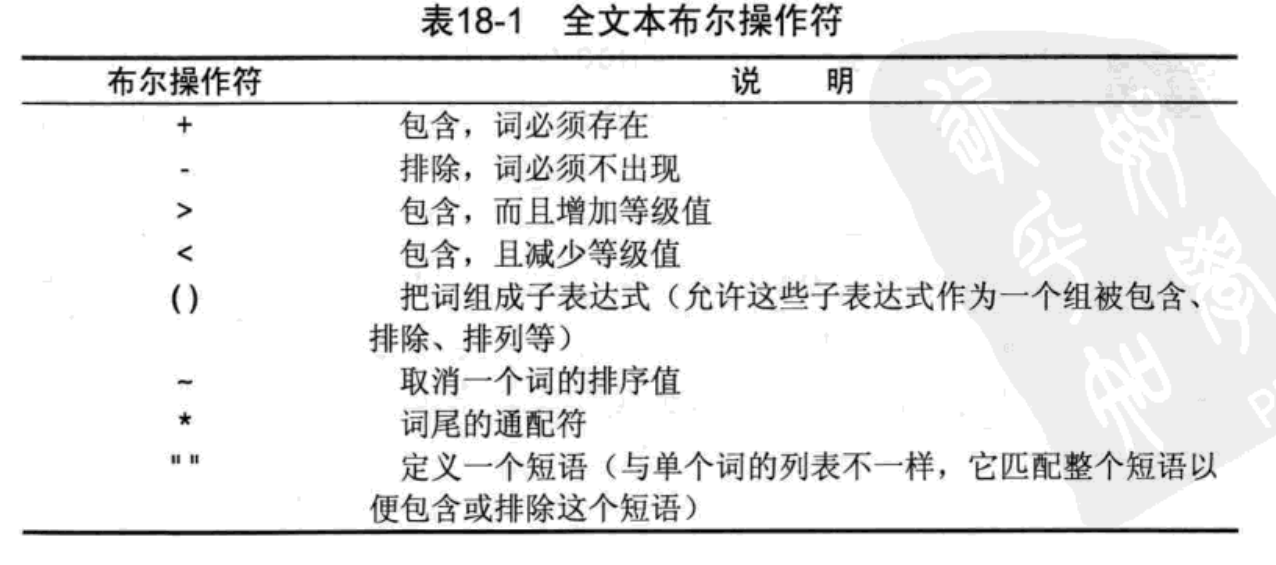 表18-1 全文本布尔操作符
布尔操作符 说 明
+ 包含，词必须存在
- 排除，词必须不出现
> 包含，而且增加等级值
< 包含，且减少等级值
( ) 把词组成子表达式（允许这些子表达式作为一个组被包含、
排除、排列等）
~ 取消一个词的排序值
* 词尾的通配符
" " 定义一个短语（与单个词的列表不一样，它匹配整个短语以
便包含或排除这个短语）